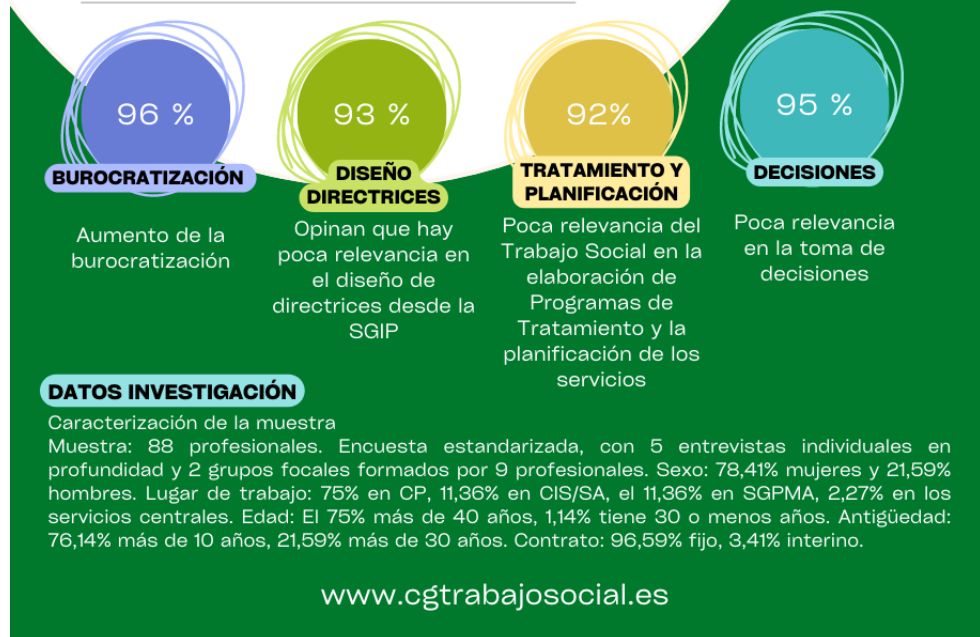 96 %
BUROCRATIZACIÓN
Aumento de la
burocratización
93 %
DISEÑO
DIRECTRICES
Opinan que hay
poca relevancia en
el diseño de
directrices desde la
SGIP
92%
TRATAMIENTO Y
PLANIFICACIÓN
Poca relevancia del
Trabajo Social en la
elaboración de
Programas de
Tratamiento y la
planificación de los
servicios
95 %
DECISIONES
Poca relevancia
en la toma de
decisiones
DATOS INVESTIGACIÓN
Caracterización de la muestra
Muestra: 88 profesionales. Encuesta estandarizada, con 5 entrevistas individuales en
profundidad y 2 grupos focales formados por 9 profesionales. Sexo: 78,41% mujeres y 21,59%
hombres. Lugar de trabajo: 75% en CP, 11,36% en CIS/SA, el 11,36% en SGPMA, 2,27% en los
servicios centrales. Edad: El 75% más de 40 años, 1,14% tiene 30 o menos años. Antigüedad:
76,14% más de 10 años, 21,59% más de 30 años. Contrato: 96,59% fijo, 3,41% interino.
www.cgtrabajosocial.es